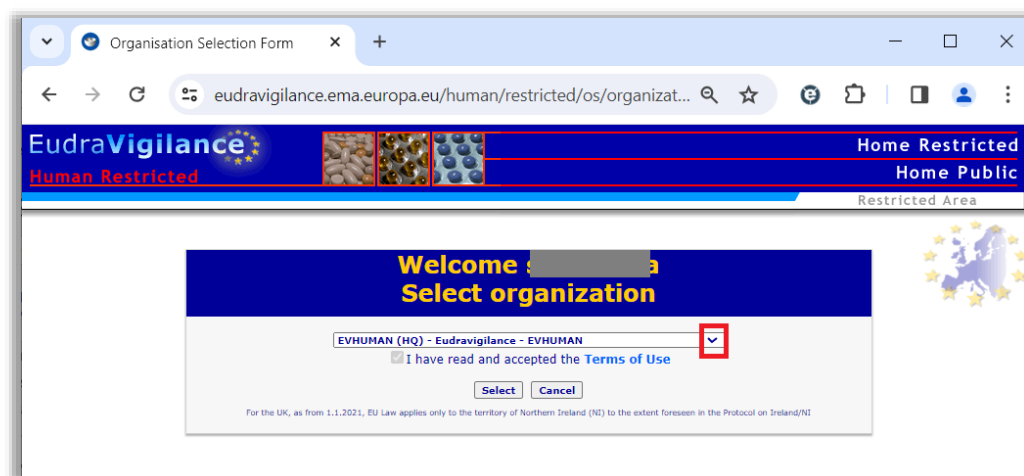 Organisation Selection Form
eudravigilance.ema.europa.eu/human/restricted/os/organizat...
EudraVigilance
Human Restricted
Home Restricted
Home Public
Restricted Area
Welcome
Select organization
EVHUMAN (HQ) - Eudravigilance - EVHUMAN
I have read and accepted the Terms of Use
Select Cancel
For the UK, as from 1.1.2021, EU Law applies only to the territory of Northern Ireland (NI) to the extent foreseen in the Protocol on Ireland/NI